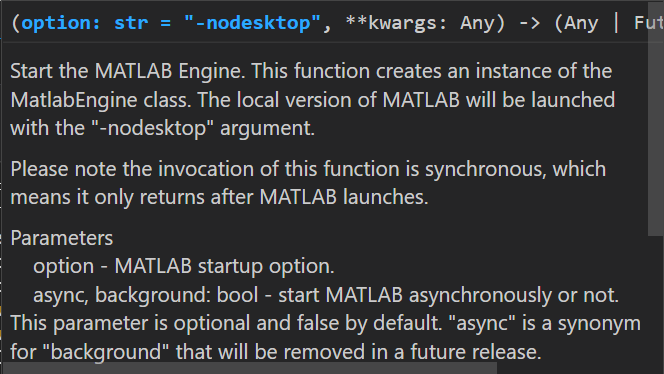 (option: str = "-nodesktop", **kwargs: Any) -> (Any | Fut
Start the MATLAB Engine. This function creates an instance of the
MatlabEngine class. The local version of MATLAB will be launched
with the "-nodesktop" argument.
Please note the invocation of this function is synchronous, which
means it only returns after MATLAB launches.
Parameters
option - MATLAB startup option.
async, background: bool - start MATLAB asynchronously or not.
This parameter is optional and false by default. "async" is a synonym
for "background" that will be removed in a future release.